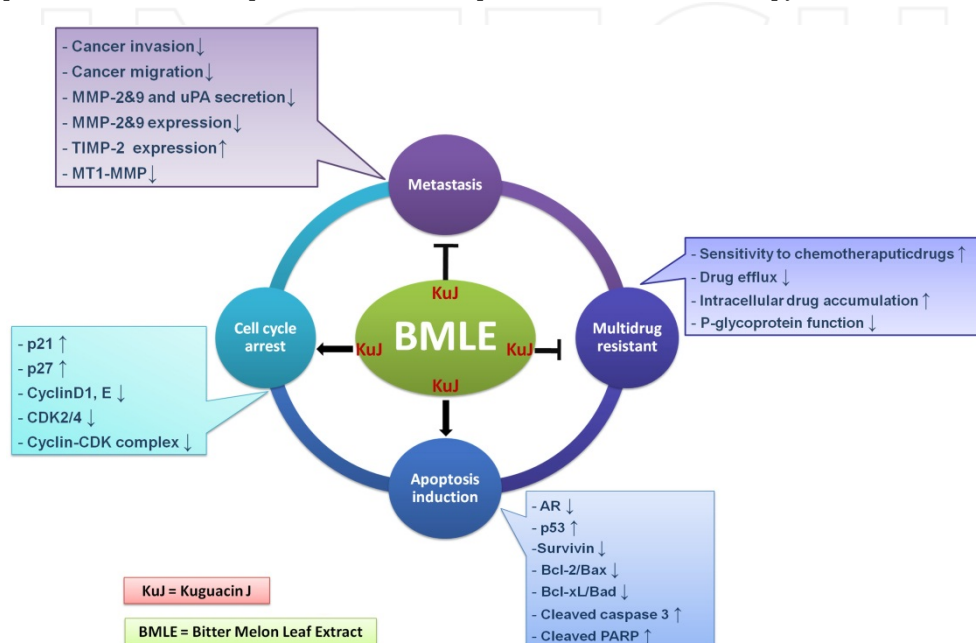 - Cancer invasion↓
- Cancer migration↓
- MMP-2&9 and uPA secretion↓
- MMP-2&9 expression↓
- TIMP-2 expression↑
- MT1-MMP↓
Metastasis
- Sensitivity to chemotheraputicdrugs ↑
- Drug efflux ↓
- Intracellular drug accumulation ↑
- P-glycoprotein function ↓
KuJ
BMLE
KuJ
KuJ
KuJ
Cell cycle
arrest
Multidrug
resistant
- p21 ↑
- p27 ↑
- CyclinD1, E ↓
- CDK2/4 ↓
- Cyclin-CDK complex ↓
Apoptosis
induction
- AR ↓
- p53 ↑
-Survivin ↓
- Bcl-2/Bax ↓
- Bcl-xL/Bad ↓
- Cleaved caspase 3 ↑
- Cleaved PARP ↑
KuJ = Kuguacin J
BMLE = Bitter Melon Leaf Extract